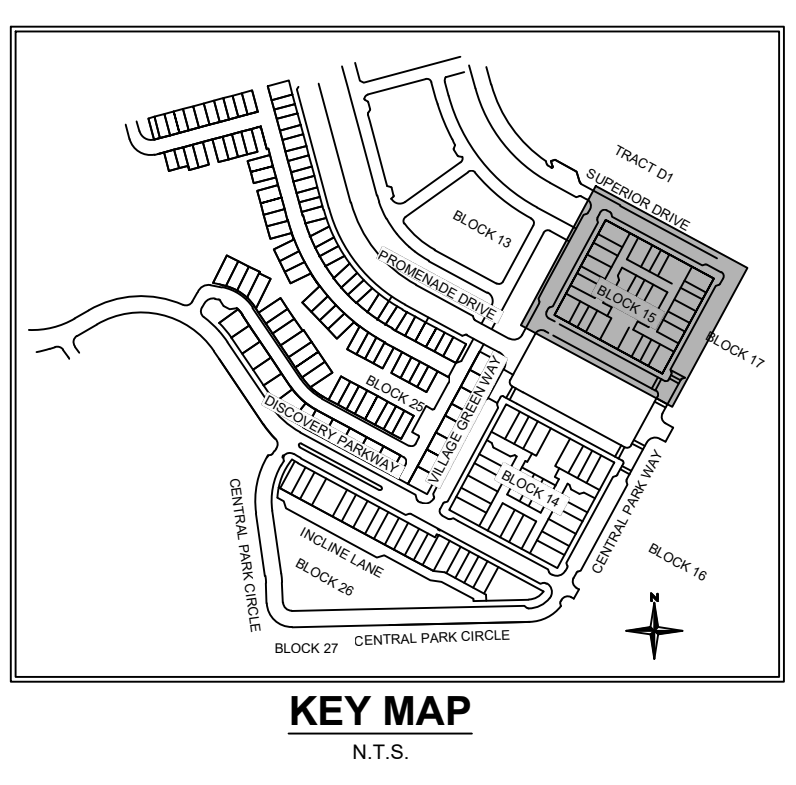 TRACT D1
SUPERIOR DRIVE
BLOCK 13
PROMENADE DRIVE
BLOCK 15
BLOCK 17
BLOCK 25
VILLAGE GREEN WAY
DISCOVERY PARKWAY
BLOCK 14
CENTRAL PARK WAY
CENTRAL PARK CIRCLE
INCLINE LANE
BLOCK 26
BLOCK 16
N
BLOCK 27
CENTRAL PARK CIRCLE
KEY MAP
N.T.S.